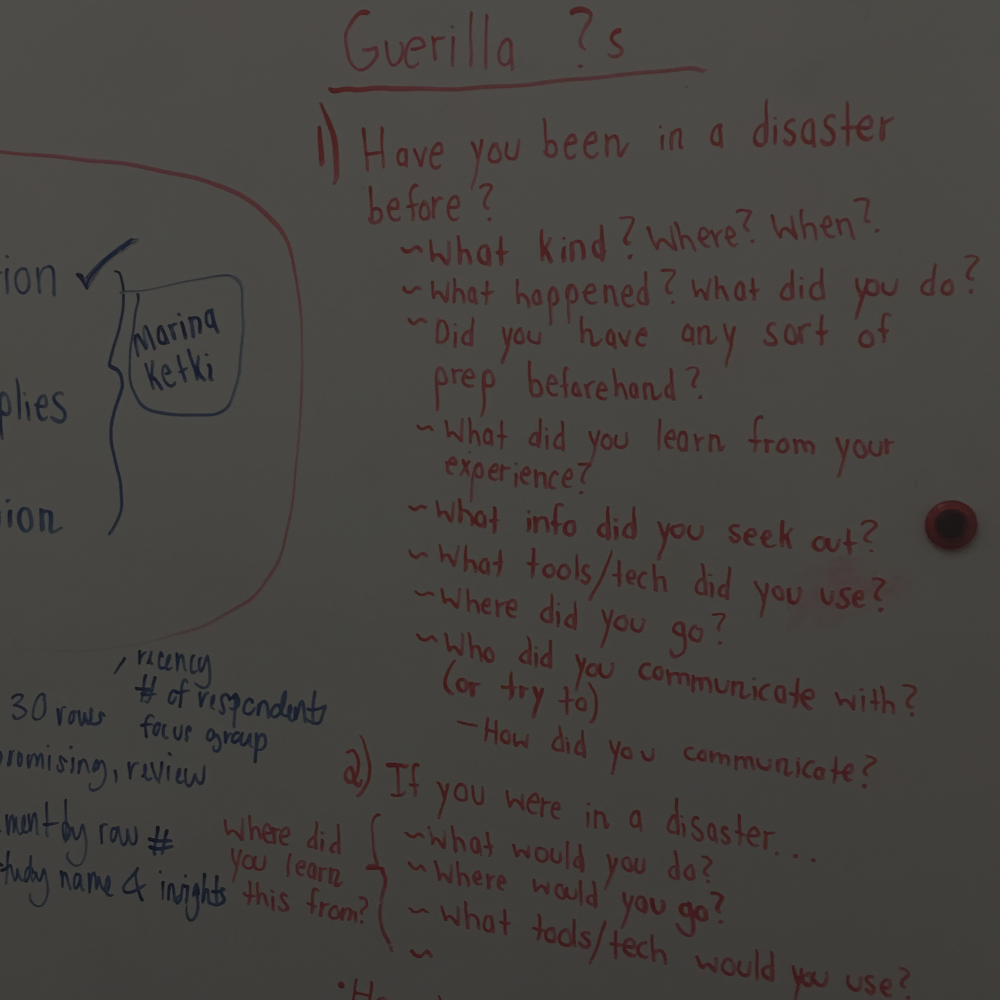 Guerilla ?s
1) Have you been in a disaster
before?
~What kind? Where? When?
~What happened? What did you do?
~Did you have any sort of
prep beforehand?
~What did you learn from your
experience?
~What info did you seek out?
~What tools/tech did you use?
~Where did you go?
~Who did you communicate with?
(or try to)
-How did you communicate?
2) If you were in a disaster...
~What would you do?
~Where would you go?
~What tools/tech would you use?
~
Where did
you learn
this from?
tion ✓
plies
ion
Marina
Ketki
, recency
# of respondents
focus group
30 rows
romising, review
ment by row #
tudy name & insights